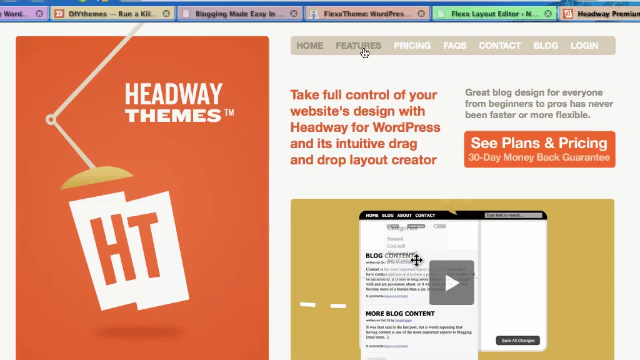 e Word...
DIYthemes — Run a Kil...
Blogging Made Easy In ...
FlexxTheme: WordPres...
Flexx Layout Editor ‹ N...
Headway Premium
HOME FEATURES PRICING FAQS CONTACT BLOG LOGIN
HEADWAY
THEMES™
Take full control of your
website's design with
Headway for WordPress
and its intuitive drag
and drop layout creator
Great blog design for everyone
from beginners to pros has never
been faster or more flexible.
See Plans & Pricing
30-Day Money Back Guarantee
HT
HOME BLOG ABOUT CONTACT
BLOG CONTENT
MORE BLOG CONTENT
Save All Changes